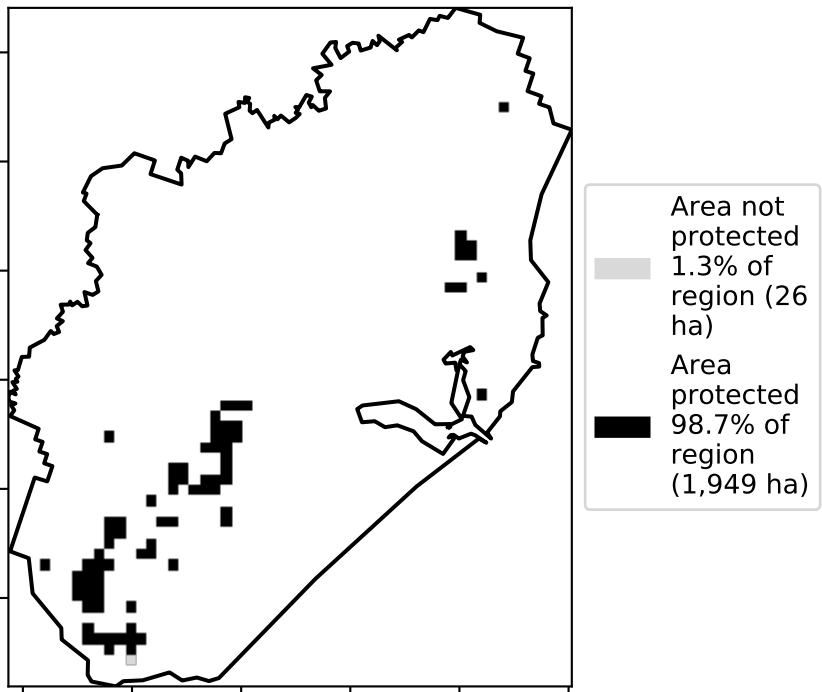 Area not
protected
1.3% of
region (26
ha)
Area
protected
98.7% of
region
(1,949 ha)